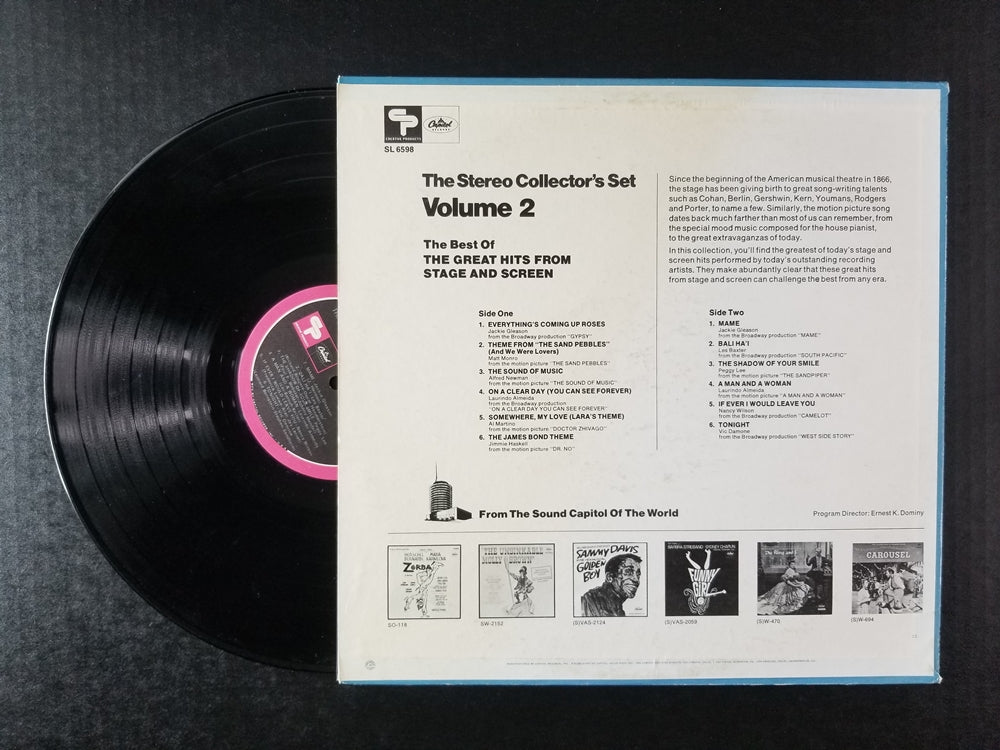 CREATIVE PRODUCTS
Capitol
RECORDS
SL 6598
The Stereo Collector's Set
Volume 2
The Best Of
THE GREAT HITS FROM
STAGE AND SCREEN
Since the beginning of the American musical theatre in 1866,
the stage has been giving birth to great song-writing talents
such as Cohan, Berlin, Gershwin, Kern, Youmans, Rodgers
and Porter, to name a few. Similarly, the motion picture song
dates back much farther than most of us can remember, from
the special mood music composed for the house pianist,
to the great extravaganzas of today.
In this collection, you'll find the greatest of today's stage and
screen hits performed by today's outstanding recording
artists. They make abundantly clear that these great hits
from stage and screen can challenge the best from any era.
Side One
1. EVERYTHING'S COMING UP ROSES
Jackie Gleason
from the Broadway production "GYPSY"
2. THEME FROM "THE SAND PEBBLES"
(And We Were Lovers)
Matt Monro
from the motion picture "THE SAND PEBBLES"
3. THE SOUND OF MUSIC
Alfred Newman
from the motion picture "THE SOUND OF MUSIC"
4. ON A CLEAR DAY (YOU CAN SEE FOREVER)
Laurindo Almeida
from the Broadway production
"ON A CLEAR DAY YOU CAN SEE FOREVER"
5. SOMEWHERE, MY LOVE (LARA'S THEME)
Al Martino
from the motion picture "DOCTOR ZHIVAGO"
6. THE JAMES BOND THEME
Jimmie Haskell
from the motion picture "DR. NO"
Side Two
1. MAME
Jackie Gleason
from the Broadway production "MAME"
2. BALI HA'I
Les Baxter
from the Broadway production "SOUTH PACIFIC"
3. THE SHADOW OF YOUR SMILE
Peggy Lee
from the motion picture "THE SANDPIPER"
4. A MAN AND A WOMAN
Laurindo Almeida
from the motion picture "A MAN AND A WOMAN"
5. IF EVER I WOULD LEAVE YOU
Nancy Wilson
from the Broadway production "CAMELOT"
6. TONIGHT
Vic Damone
from the Broadway production "WEST SIDE STORY"
From The Sound Capitol Of The World
Program Director: Ernest K. Dominy
ZORBA
THE UNSINKABLE
MOLLY BROWN
SAMMY DAVIS
GOLDEN
BOY
BARBRA STREISAND · SYDNEY CHAPLIN
FUNNY
GIRL
The King and I
CAROUSEL
SO-118
SW-2152
(S)VAS-2124
(S)VAS-2059
(S)W-470
(S)W-694
Capitol